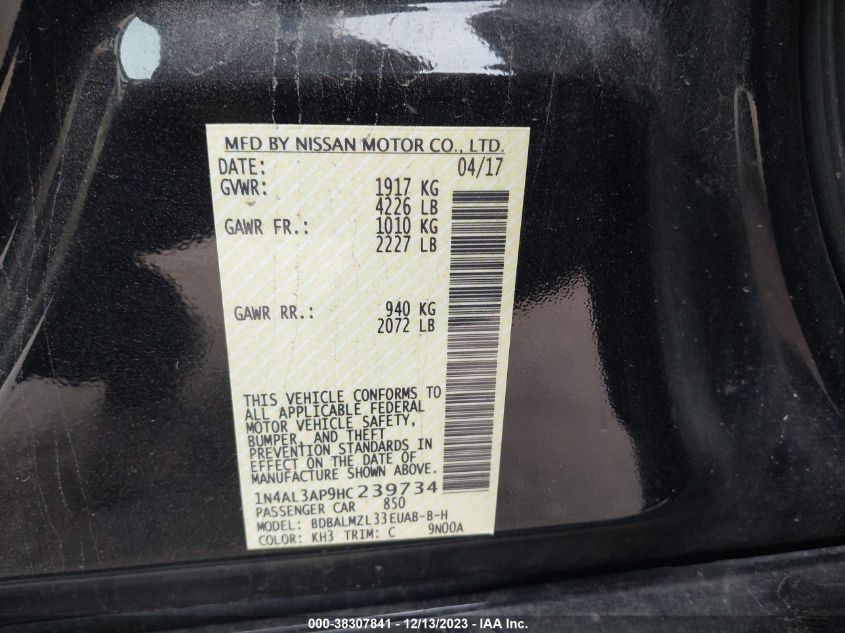 MFD BY NISSAN MOTOR CO., LTD.
DATE: 04/17
GVWR: 1917 KG
4226 LB
GAWR FR.: 1010 KG
2227 LB
GAWR RR.: 940 KG
2072 LB
THIS VEHICLE CONFORMS TO
ALL APPLICABLE FEDERAL
MOTOR VEHICLE SAFETY,
BUMPER, AND THEFT
PREVENTION STANDARDS IN
EFFECT ON THE DATE OF
MANUFACTURE SHOWN ABOVE.
1N4AL3AP9HC239734
PASSENGER CAR 850
MODEL: BDBALMZL33EUAB-B-H
COLOR: KH3 TRIM: C 9N00A
000-38307841 - 12/13/2023 - IAA Inc.